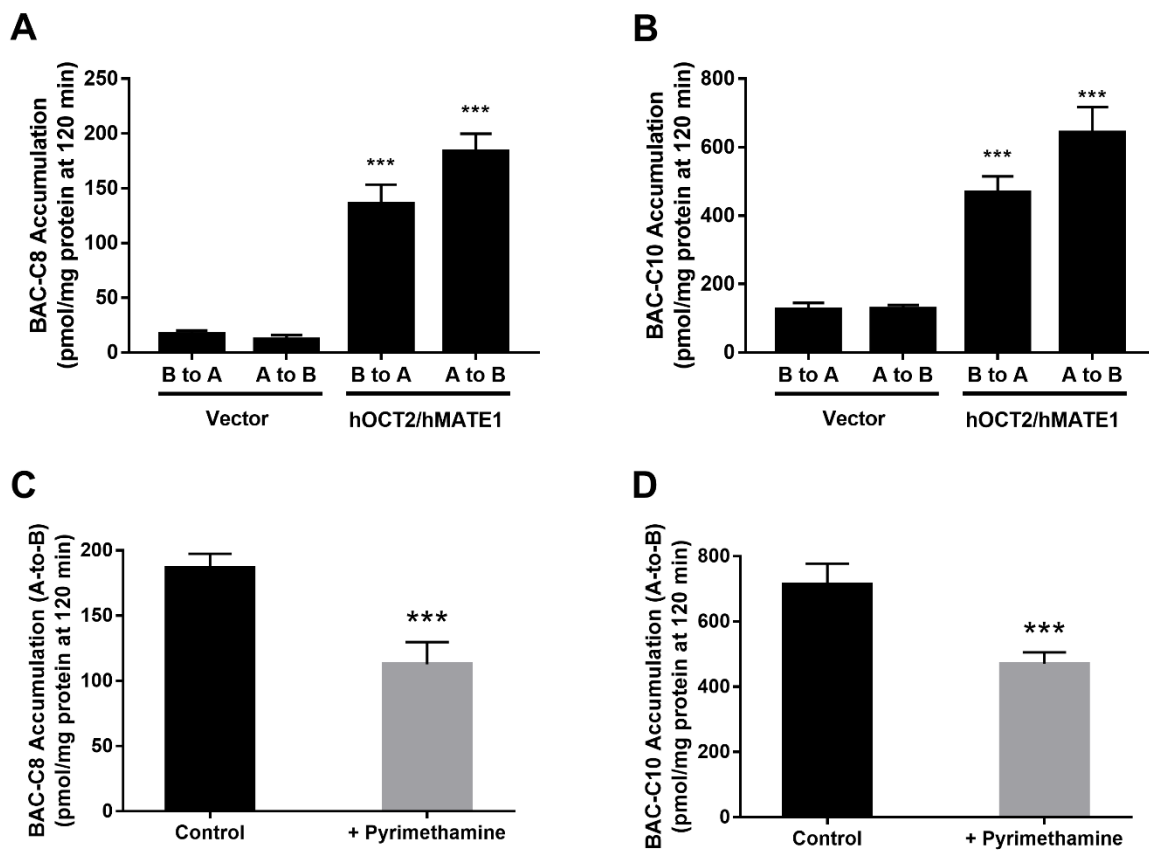 A
BAC-C8 Accumulation
(pmol/mg protein at 120 min)
250
200
150
100
50
0
***
***
B to A
A to B
B to A
A to B
Vector
hOCT2/hMATE1
B
BAC-C10 Accumulation
(pmol/mg protein at 120 min)
800
600
400
200
0
***
***
B to A
A to B
B to A
A to B
Vector
hOCT2/hMATE1
C
BAC-C8 Accumulation (A-to-B)
(pmol/mg protein at 120 min)
200
150
100
50
0
***
Control
+ Pyrimethamine
D
BAC-C10 Accumulation (A-to-B)
(pmol/mg protein at 120 min)
800
600
400
200
0
***
Control
+ Pyrimethamine